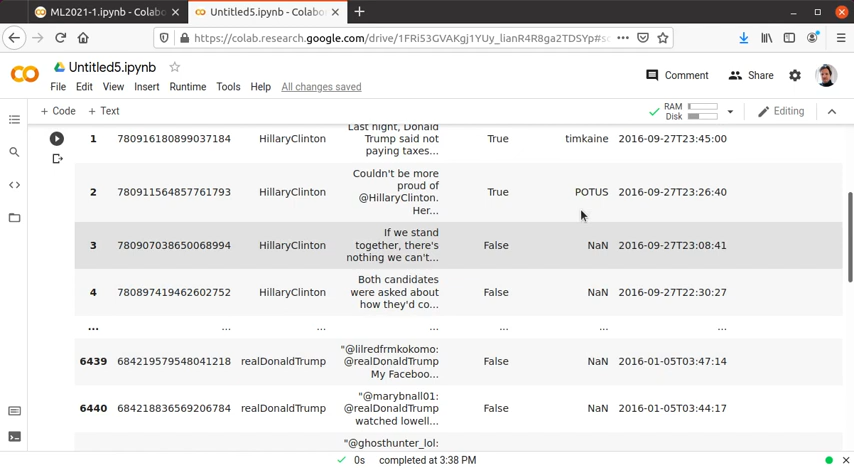 ML2021-1.ipynb - Colabo
Untitled5.ipynb - Colabo
https://colab.research.google.com/drive/1FRi53GVAKgj1YUy_lianR4R8ga2TDSYp#sc
Untitled5.ipynb
Comment
Share
File Edit View Insert Runtime Tools Help All changes saved
+ Code + Text
RAM
Disk
Editing
Last night, Donald
1 780916180899037184 HillaryClinton Trump said not True timkaine 2016-09-27T23:45:00
paying taxes...
Couldn't be more
proud of
2 780911564857761793 HillaryClinton @HillaryClinton. True POTUS 2016-09-27T23:26:40
Her...
If we stand
3 780907038650068994 HillaryClinton together, there's False NaN 2016-09-27T23:08:41
nothing we can't...
Both candidates
4 780897419462602752 HillaryClinton were asked about False NaN 2016-09-27T22:30:27
how they'd co...
... ... ... ... ... ... ...
"@lilredfrmkokomo:
6439 684219579548041218 realDonaldTrump @realDonaldTrump False NaN 2016-01-05T03:47:14
My Faceboo...
"@marybnall01:
6440 684218836569206784 realDonaldTrump @realDonaldTrump False NaN 2016-01-05T03:44:17
watched lowell...
"@ghosthunter_lol:
0s completed at 3:38 PM